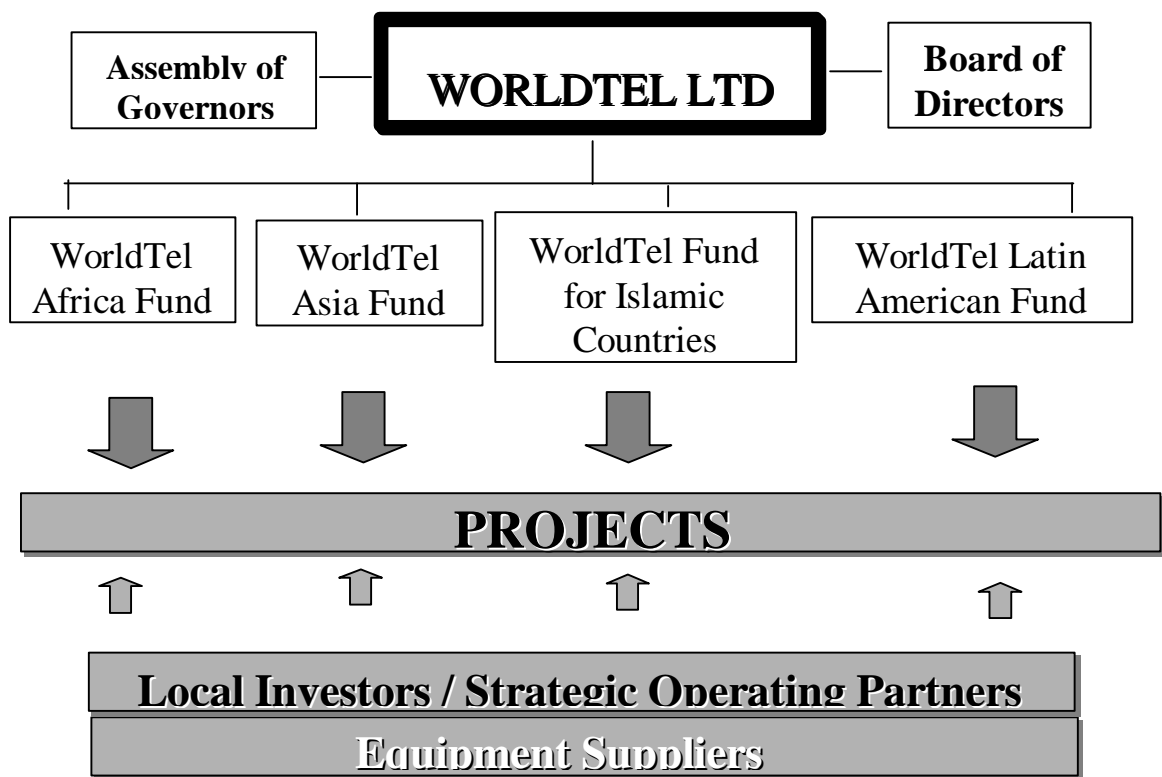 Assembly of
Governors
WORLDTEL LTD
Board of
Directors
WorldTel
Africa Fund
WorldTel
Asia Fund
WorldTel Fund
for Islamic
Countries
WorldTel Latin
American Fund
PROJECTS
Local Investors / Strategic Operating Partners
Equipment Suppliers